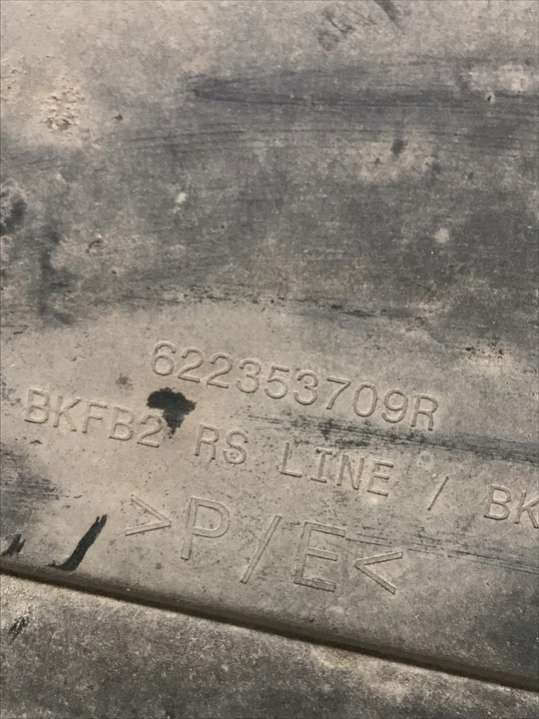 622353709R
BKFB2 RS LINE / BK
>P/E<